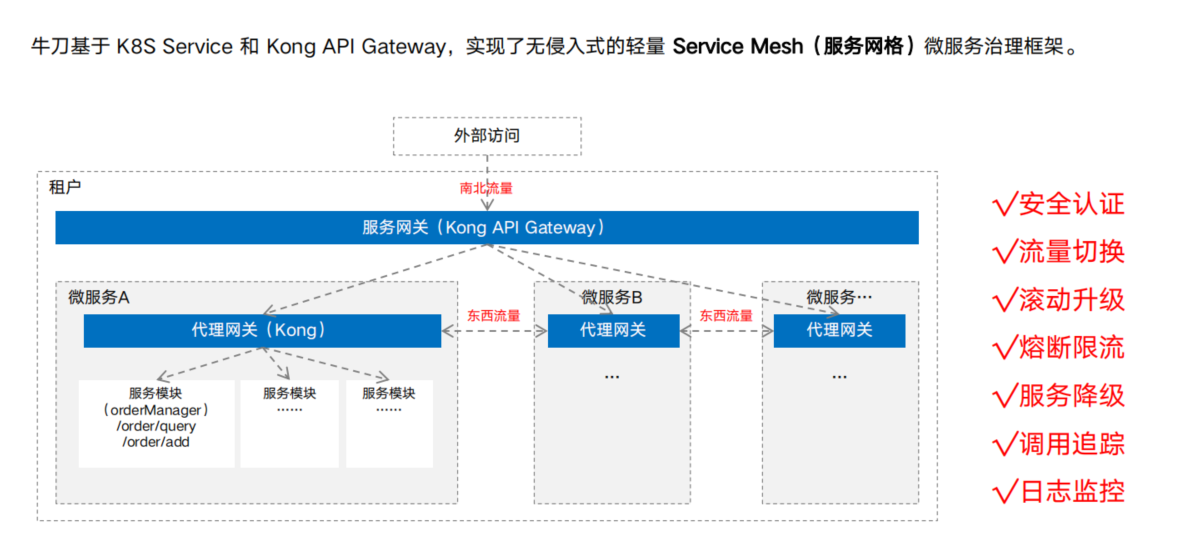 牛刀基于 K8S Service 和 Kong API Gateway，实现了无侵入式的轻量 Service Mesh（服务网格）微服务治理框架。
外部访问
租户
南北流量
服务网关（Kong API Gateway）
微服务A
代理网关（Kong）
服务模块
（orderManager）
/order/query
/order/add
服务模块
……
服务模块
……
东西流量
微服务B
代理网关
…
东西流量
微服务…
代理网关
…
√安全认证
√流量切换
√滚动升级
√熔断限流
√服务降级
√调用追踪
√日志监控